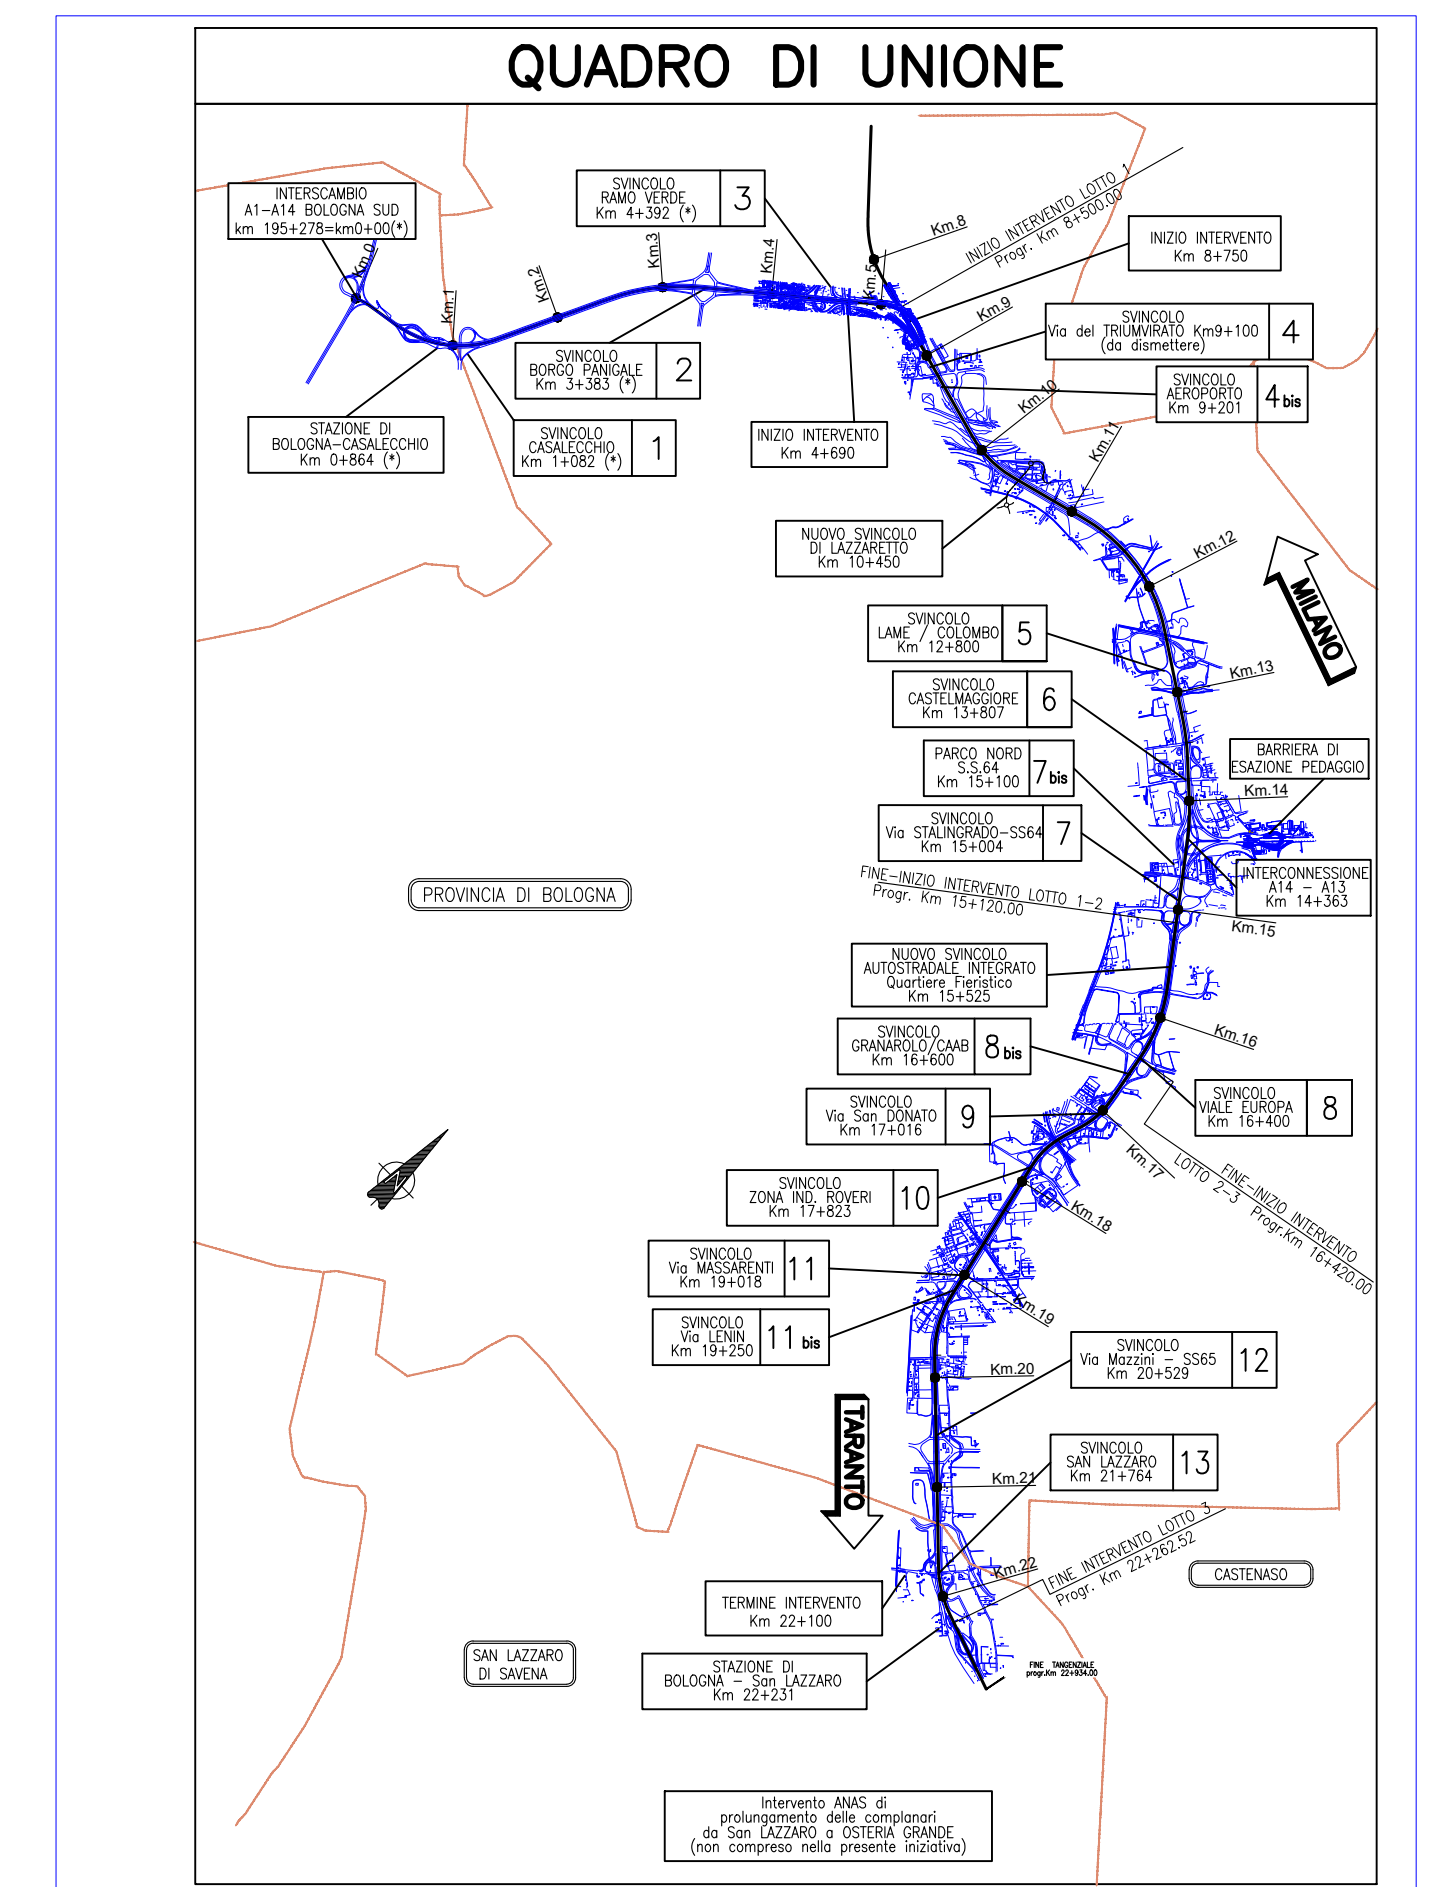 QUADRO DI UNIONE
INTERSCAMBIO
A1-A14 BOLOGNA SUD
km 195+278=km0+00(*)
SVINCOLO
RAMO VERDE
Km 4+392 (*)
3
Km.0
Km.1
Km.2
Km.3
Km.4
Km.5
Km.8
INIZIO INTERVENTO LOTTO 1
Progr. Km 8+500.00
INIZIO INTERVENTO
Km 8+750
Km.9
SVINCOLO
Via del TRIUMVIRATO Km9+100
(da dismettere)
4
SVINCOLO
BORGO PANIGALE
Km 3+383 (*)
2
SVINCOLO
AEROPORTO
Km 9+201
4 bis
Km.10
STAZIONE DI
BOLOGNA-CASALECCHIO
Km 0+864 (*)
SVINCOLO
CASALECCHIO
Km 1+082 (*)
1
INIZIO INTERVENTO
Km 4+690
Km.11
NUOVO SVINCOLO
DI LAZZARETTO
Km 10+450
Km.12
MILANO
SVINCOLO
LAME / COLOMBO
Km 12+800
5
Km.13
SVINCOLO
CASTELMAGGIORE
Km 13+807
6
PARCO NORD
S.S.64
Km 15+100
7 bis
BARRIERA DI
ESAZIONE PEDAGGIO
Km.14
SVINCOLO
Via STALINGRADO-SS64
Km 15+004
7
INTERCONNESSIONE
A14 - A13
Km 14+363
FINE-INIZIO INTERVENTO LOTTO 1-2
Progr. Km 15+120.00
PROVINCIA DI BOLOGNA
Km.15
NUOVO SVINCOLO
AUTOSTRADALE INTEGRATO
Quartiere Fieristico
Km 15+525
Km.16
SVINCOLO
GRANAROLO/CAAB
Km 16+600
8 bis
SVINCOLO
VIALE EUROPA
Km 16+400
8
SVINCOLO
Via San DONATO
Km 17+016
9
Km.17
FINE-INIZIO INTERVENTO
LOTTO 2-3 Progr.Km 16+420.00
SVINCOLO
ZONA IND. ROVERI
Km 17+823
10
Km.18
SVINCOLO
Via MASSARENTI
Km 19+018
11
Km.19
SVINCOLO
Via LENIN
Km 19+250
11 bis
SVINCOLO
Via Mazzini - SS65
Km 20+529
12
Km.20
TARANTO
SVINCOLO
SAN LAZZARO
Km 21+764
13
Km.21
FINE INTERVENTO LOTTO 3
Progr. Km 22+262.52
Km.22
CASTENASO
TERMINE INTERVENTO
Km 22+100
SAN LAZZARO
DI SAVENA
STAZIONE DI
BOLOGNA - San LAZZARO
Km 22+231
FINE TANGENZIALE
progr.Km 22+934.00
Intervento ANAS di
prolungamento delle complanari
da San LAZZARO a OSTERIA GRANDE
(non compreso nella presente iniziativa)